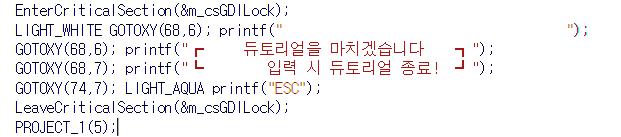 EnterCriticalSection(&m_csGDILock);
LIGHT_WHITE GOTOXY(68,6); printf("                                        ");
GOTOXY(68,6); printf("┏      듀토리얼을 마치겠습니다    ┓ ");
GOTOXY(68,7); printf("┗         입력 시 듀토리얼 종료!  ┛ ");
GOTOXY(74,7); LIGHT_AQUA printf("ESC");
LeaveCriticalSection(&m_csGDILock);
PROJECT_1(5);